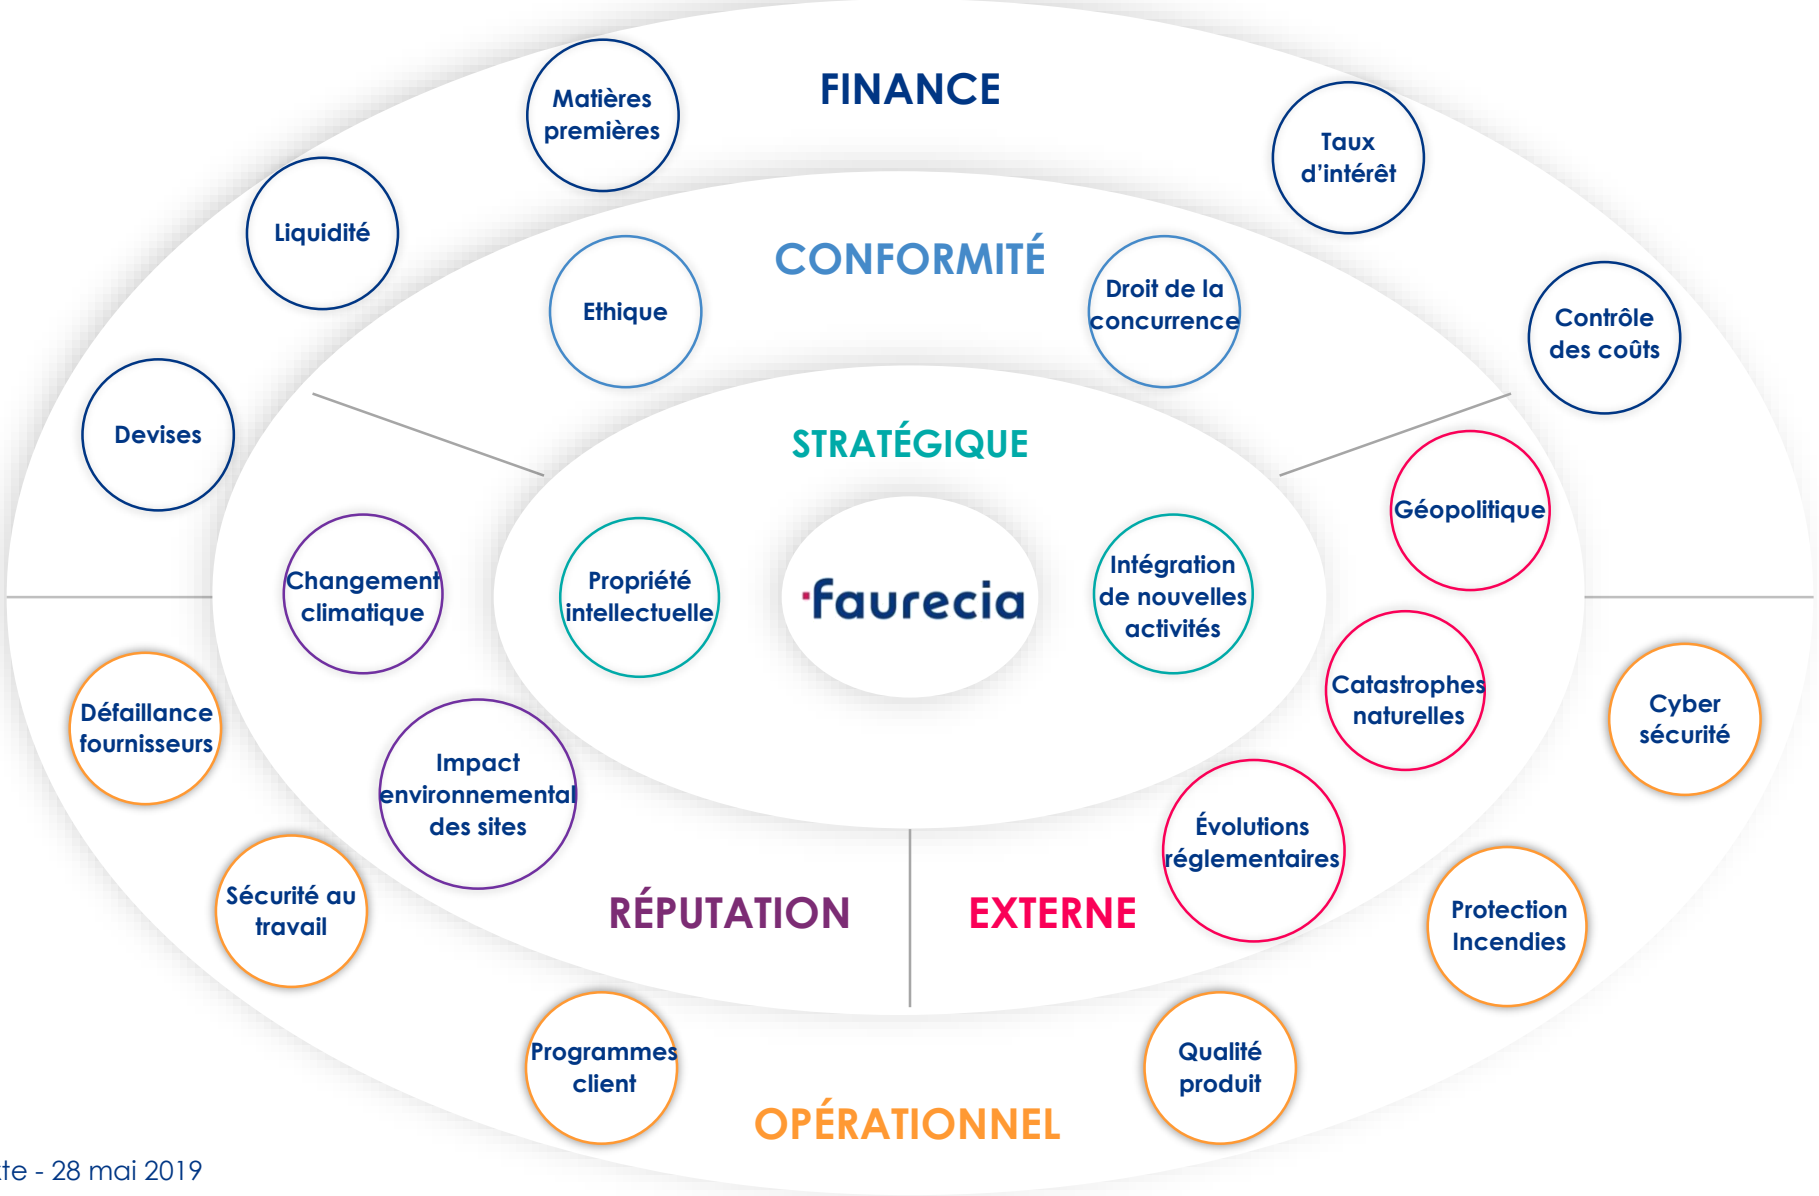 FINANCE
Matières
premières
Taux
d'intérêt
Liquidité
Contrôle
des coûts
Devises
CONFORMITÉ
Ethique
Droit de la
concurrence
STRATÉGIQUE
Propriété
intellectuelle
faurecia
Intégration
de nouvelles
activités
Changement
climatique
Impact
environnemental
des sites
RÉPUTATION
Géopolitique
Catastrophes
naturelles
Évolutions
réglementaires
EXTERNE
Défaillance
fournisseurs
Sécurité au
travail
Programmes
client
OPÉRATIONNEL
Qualité
produit
Protection
Incendies
Cyber
sécurité
- 28 mai 2019